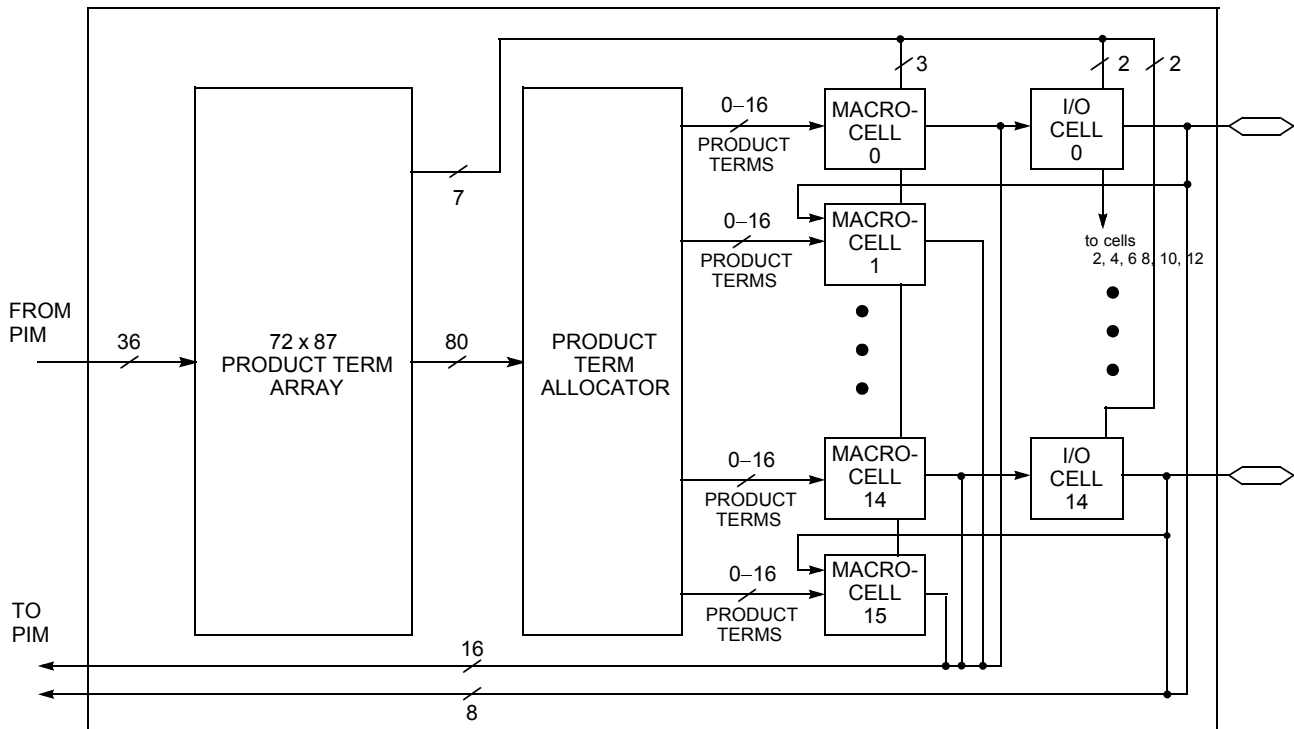 3
2
2
0–16
PRODUCT
TERMS
MACRO-
CELL
0
I/O
CELL
0
7
0–16
PRODUCT
TERMS
MACRO-
CELL
1
to cells
2, 4, 6 8, 10, 12
FROM
PIM
36
72 x 87
PRODUCT TERM
ARRAY
80
PRODUCT
TERM
ALLOCATOR
0–16
PRODUCT
TERMS
MACRO-
CELL
14
I/O
CELL
14
0–16
PRODUCT
TERMS
MACRO-
CELL
15
TO
PIM
16
8